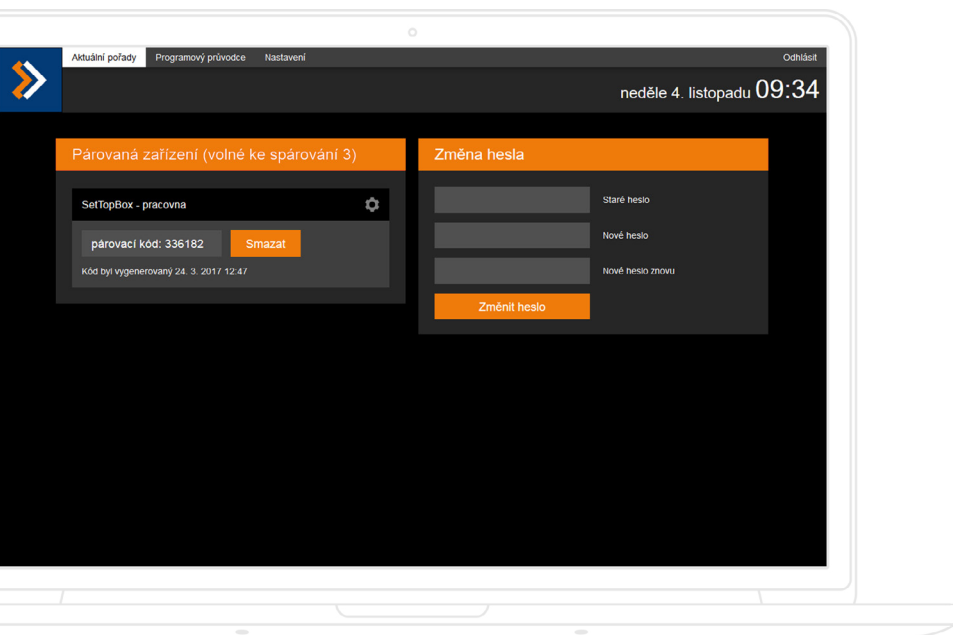 Aktuální pořady Programový průvodce Nastavení Odhlásit
neděle 4. listopadu 09:34
Párovaná zařízení (volné ke spárování 3)
SetTopBox - pracovna
párovací kód: 336182 Smazat
Kód byl vygenerovaný 24. 3. 2017 12:47
Změna hesla
Staré heslo
Nové heslo
Nové heslo znovu
Změnit heslo